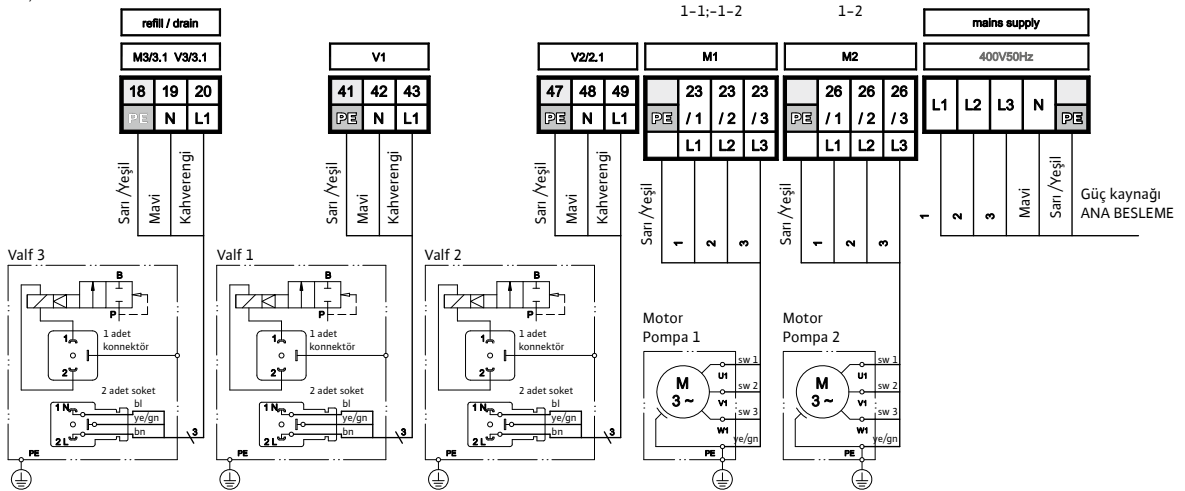 1-1;-1-2
1-2
refill / drain
mains supply
M3/3.1 V3/3.1
V1
V2/2.1
M1
M2
400V50Hz
18 19 20
PE N L1
41 42 43
PE N L1
47 48 49
PE N L1
23 23 23
PE / 1 / 2 / 3
L1 L2 L3
26 26 26
PE / 1 / 2 / 3
L1 L2 L3
L1 L2 L3 N
PE
Sarı /Yeşil
Mavi
Kahverengi
Sarı /Yeşil
Mavi
Kahverengi
Sarı /Yeşil
Mavi
Kahverengi
Sarı /Yeşil
1
2
3
Sarı /Yeşil
1
2
3
1
2
3
Mavi
Sarı /Yeşil
Güç kaynağı
ANA BESLEME
Valf 3
B
P
1
1 adet
konnektör
2
2 adet soket
1 N
bl
ye/gn
bn
2 L
3
PE
Valf 1
B
P
1
1 adet
konnektör
2
2 adet soket
1 N
bl
ye/gn
bn
2 L
3
PE
Valf 2
B
P
1
1 adet
konnektör
2
2 adet soket
1 N
bl
ye/gn
bn
2 L
3
PE
Motor
Pompa 1
M
3 ~
sw 1
U1
sw 2
V1
sw 3
W1
ye/gn
PE
Motor
Pompa 2
M
3 ~
sw 1
U1
sw 2
V1
sw 3
W1
ye/gn
PE